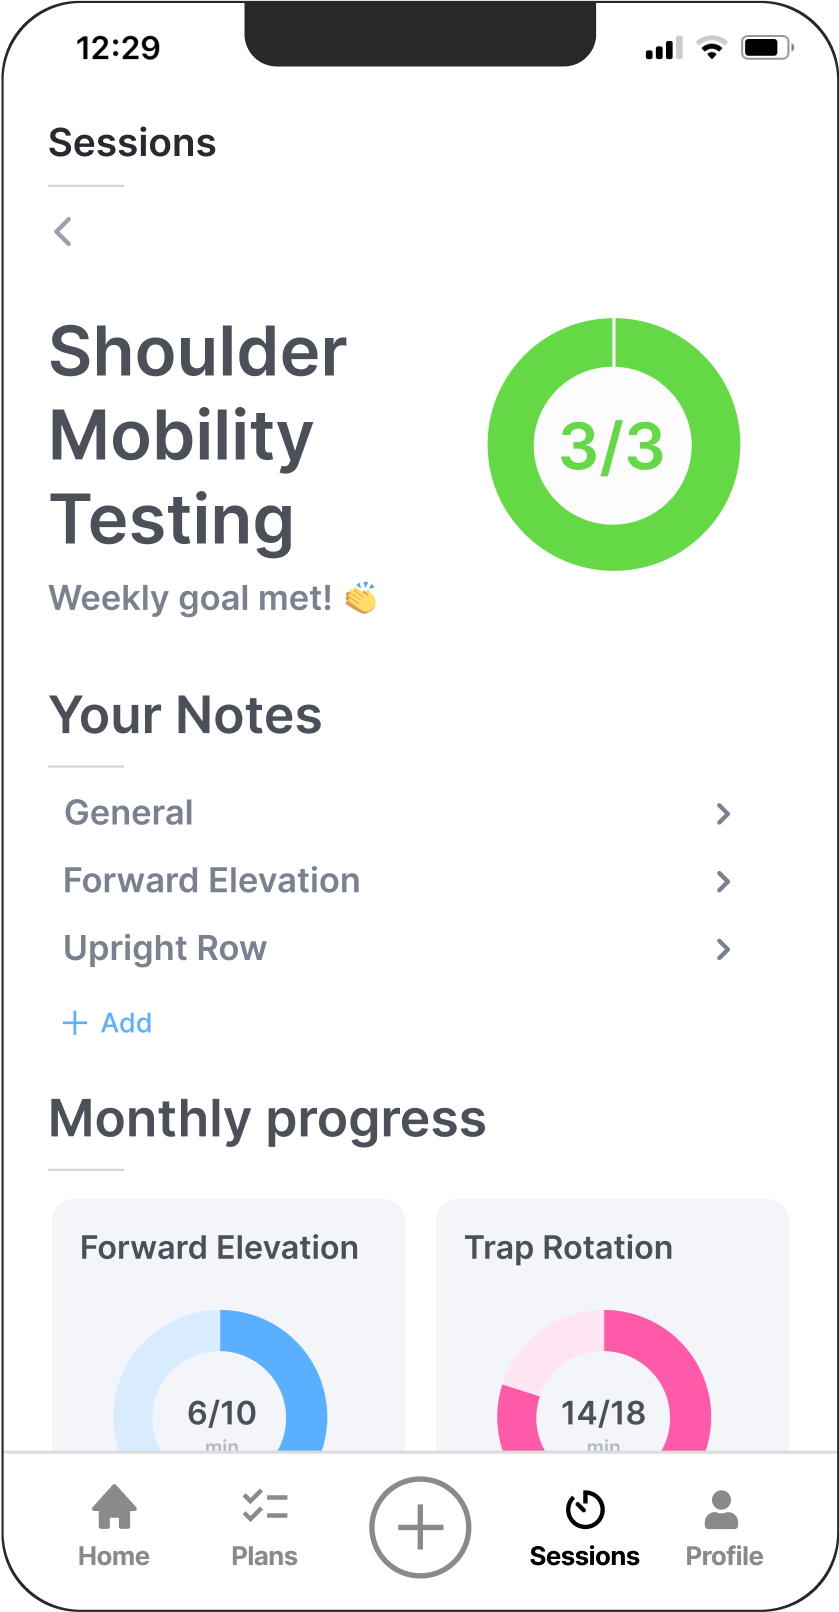 12:29
Sessions
Shoulder
Mobility
Testing
3/3
Weekly goal met! 👏
Your Notes
General
Forward Elevation
Upright Row
+ Add
Monthly progress
Forward Elevation
6/10
min
Trap Rotation
14/18
min
Home
Plans
Sessions
Profile